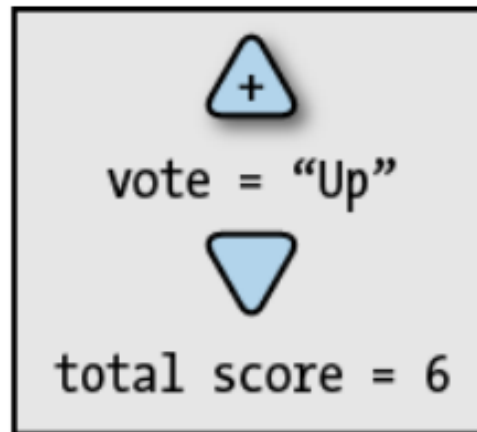 +
vote = “Up”
total score = 6